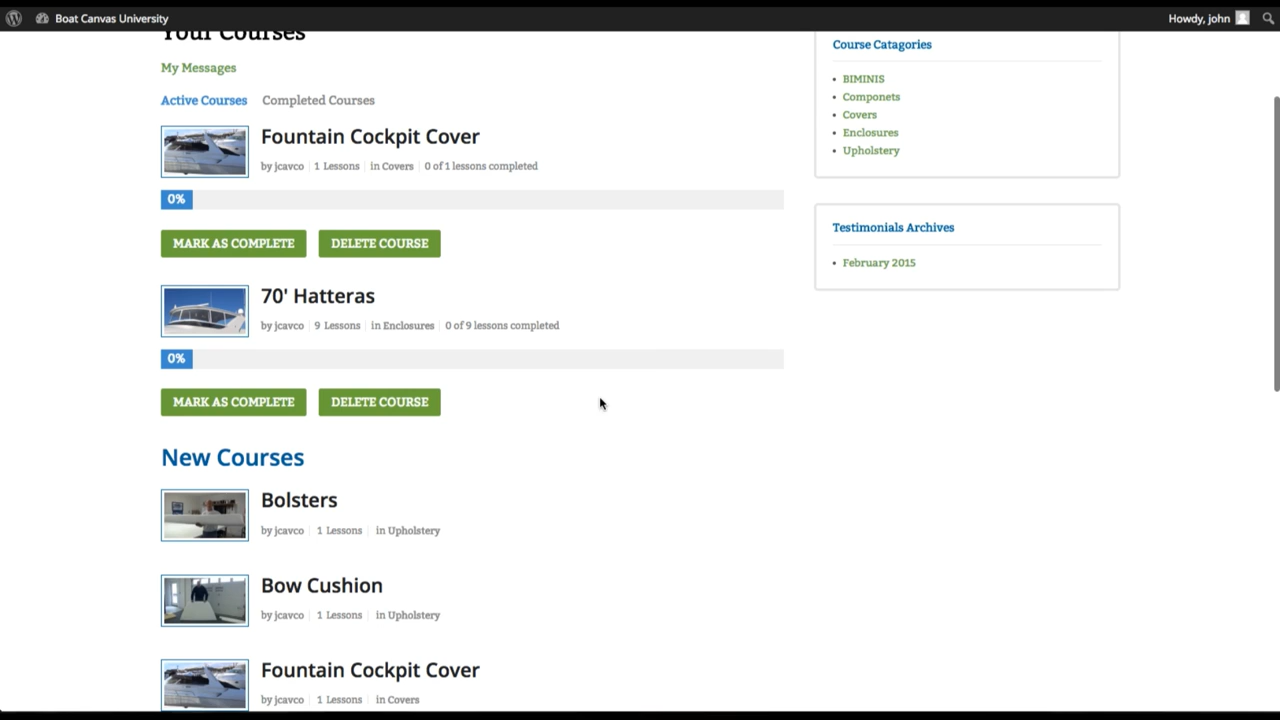 Boat Canvas University
Howdy, john
Your Courses
My Messages
Active Courses Completed Courses
Fountain Cockpit Cover
by jcavco 1 Lessons in Covers 0 of 1 lessons completed
0%
MARK AS COMPLETE DELETE COURSE
70' Hatteras
by jcavco 9 Lessons in Enclosures 0 of 9 lessons completed
0%
MARK AS COMPLETE DELETE COURSE
New Courses
Bolsters
by jcavco 1 Lessons in Upholstery
Bow Cushion
by jcavco 1 Lessons in Upholstery
Fountain Cockpit Cover
by jcavco 1 Lessons in Covers
Course Catagories
BIMINIS
Componets
Covers
Enclosures
Upholstery
Testimonials Archives
February 2015